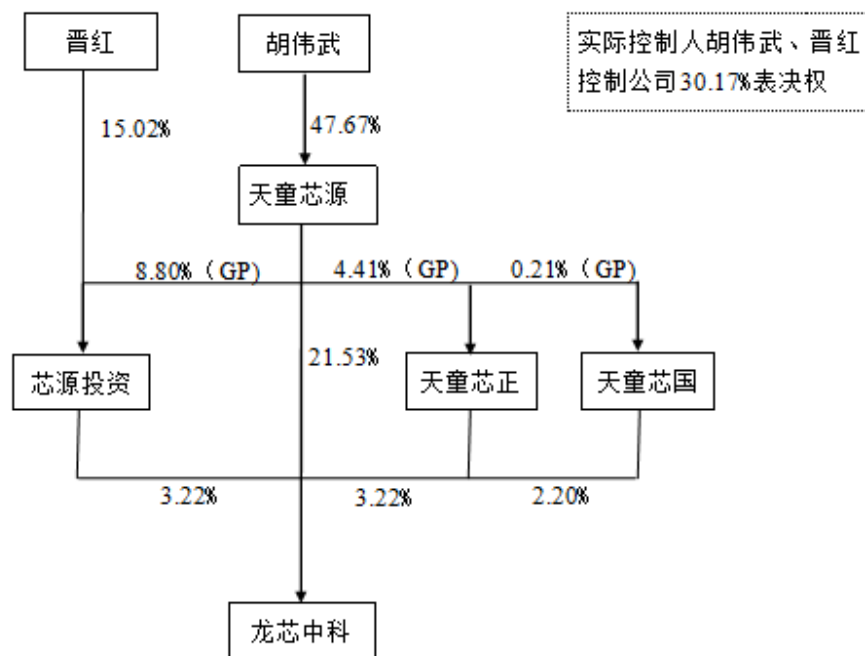 晋红
胡伟武
实际控制人胡伟武、晋红
控制公司30.17%表决权
15.02%
47.67%
天童芯源
8.80%（GP）
4.41%（GP）
0.21%（GP）
21.53%
芯源投资
天童芯正
天童芯国
3.22%
3.22%
2.20%
龙芯中科